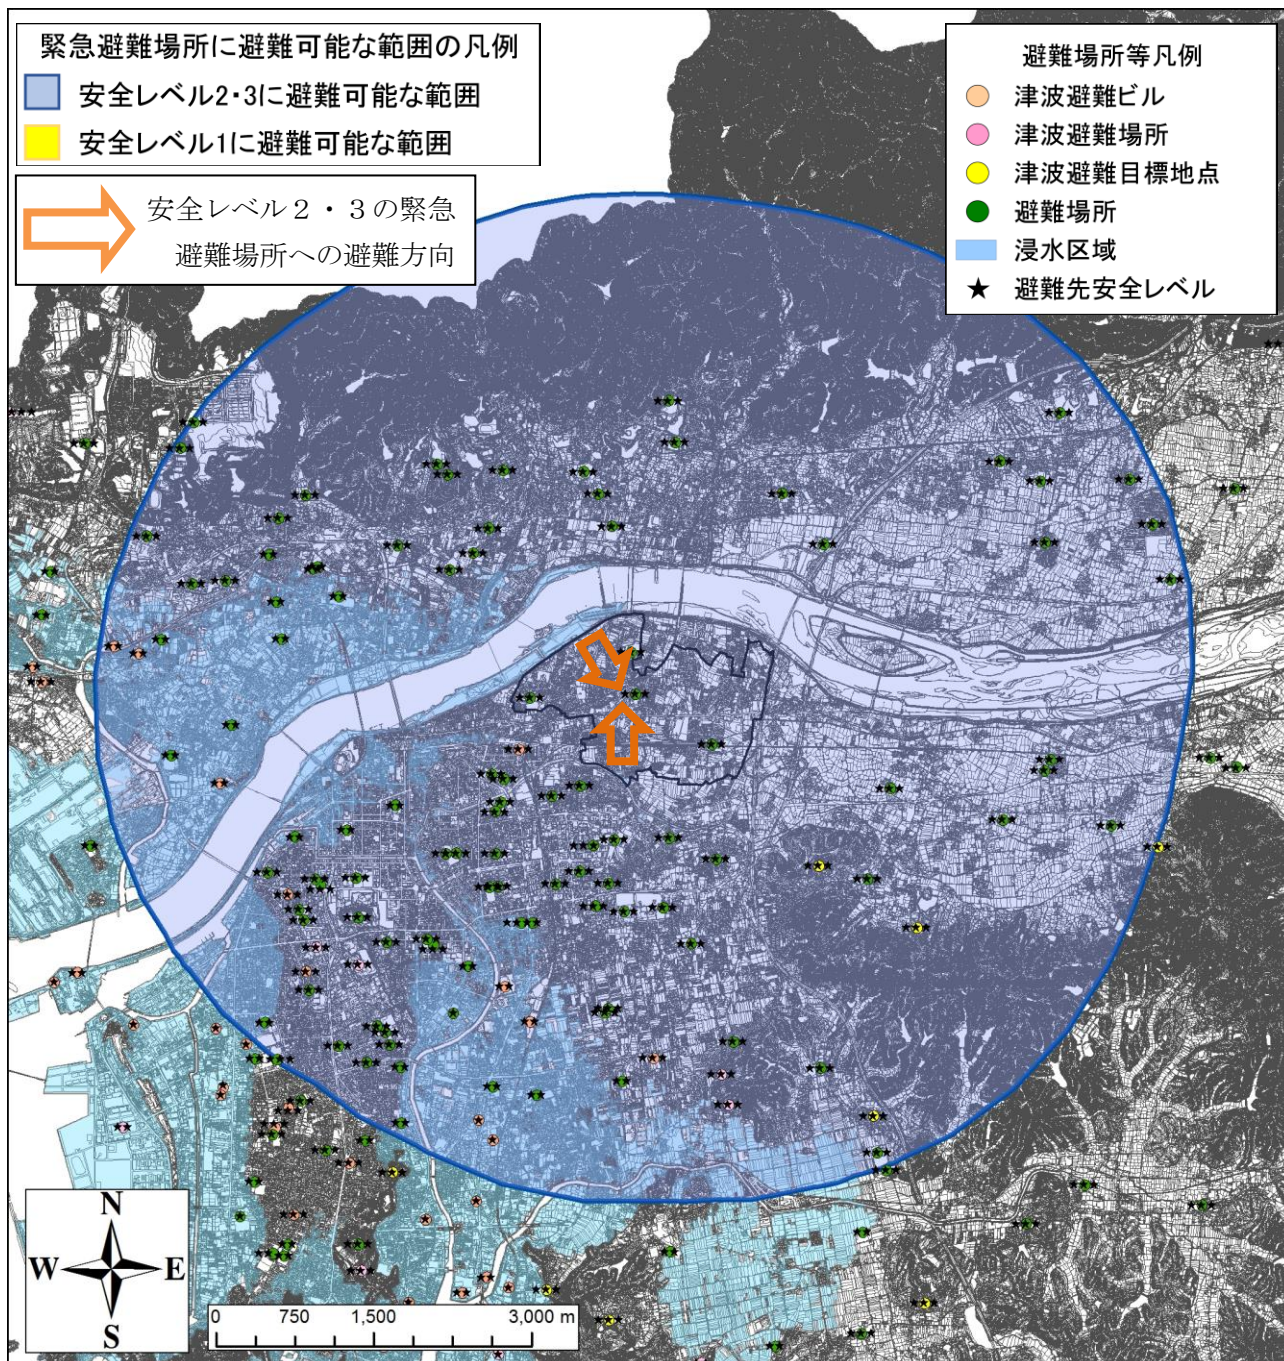 緊急避難場所に避難可能な範囲の凡例
安全レベル2・3に避難可能な範囲
安全レベル1に避難可能な範囲
安全レベル2・3の緊急
避難場所への避難方向
避難場所等凡例
津波避難ビル
津波避難場所
津波避難目標地点
避難場所
浸水区域
避難先安全レベル
N
W E
S
0 750 1,500 3,000 m